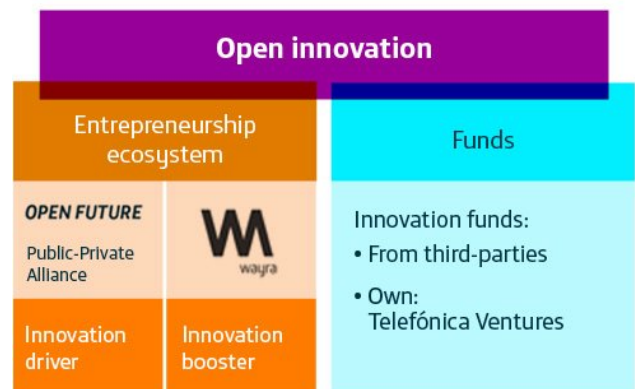 Open innovation
Entrepreneurship
ecosystem
Funds
OPEN FUTURE
Public-Private
Alliance
wayra
Innovation
driver
Innovation
booster
Innovation funds:
• From third-parties
• Own:
Telefónica Ventures